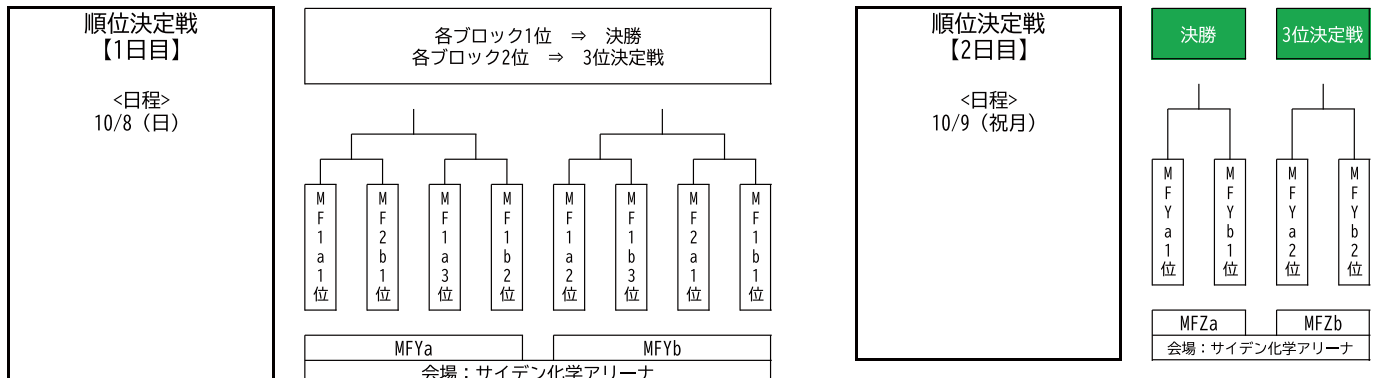 順位決定戦
【1日目】
<日程>
10/8（日）
各ブロック1位　⇒　決勝
各ブロック2位　⇒　3位決定戦
MF1a1位
MF2b1位
MF1a3位
MF1b2位
MF1a2位
MF1b3位
MF2a1位
MF1b1位
MFYa
MFYb
会場：サイデン化学アリーナ
順位決定戦
【2日目】
<日程>
10/9（祝月）
決勝
3位決定戦
MFYa1位
MFYb1位
MFYa2位
MFYb2位
MFZa
MFZb
会場：サイデン化学アリーナ